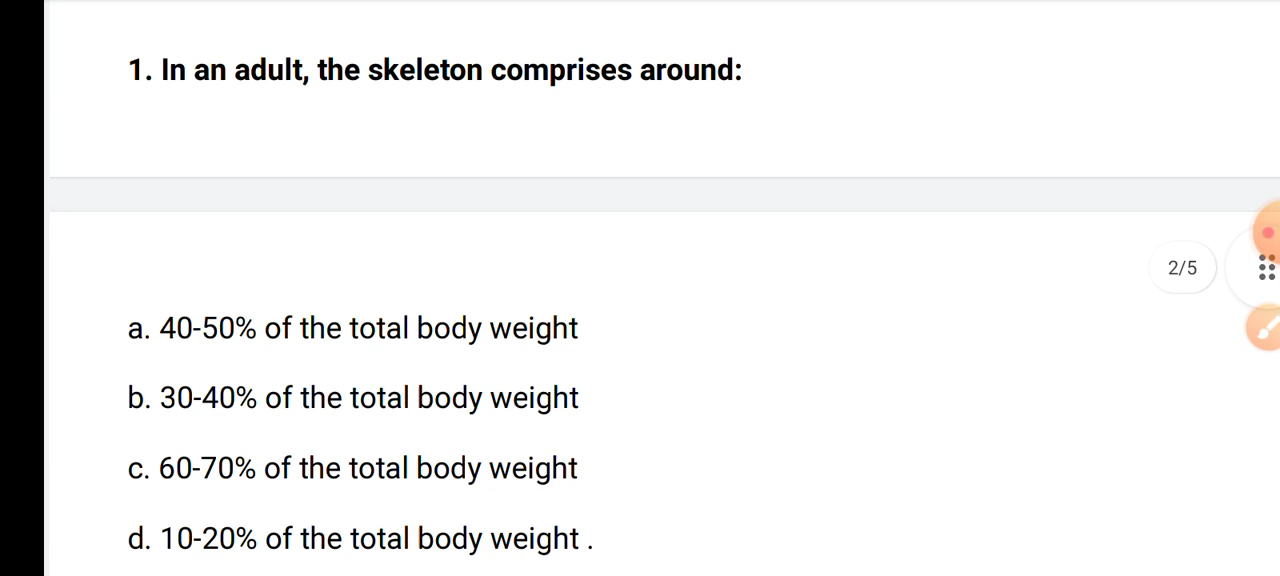 1. In an adult, the skeleton comprises around:
2/5
a. 40-50% of the total body weight
b. 30-40% of the total body weight
c. 60-70% of the total body weight
d. 10-20% of the total body weight .